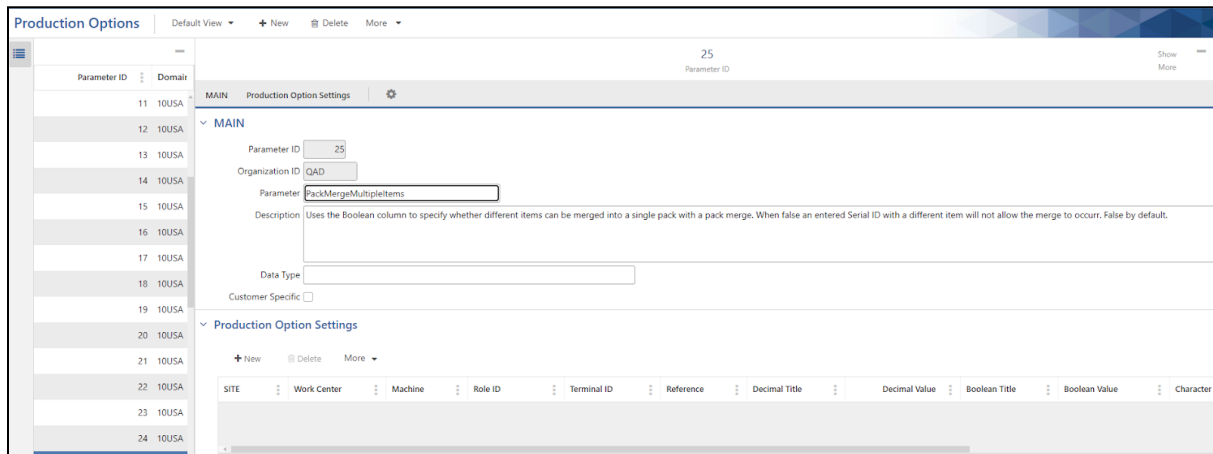 Production Options Default View New Delete More
25
Parameter ID
Show
More
Parameter ID Domain
11 10USA
12 10USA
13 10USA
14 10USA
15 10USA
16 10USA
17 10USA
18 10USA
19 10USA
20 10USA
21 10USA
22 10USA
23 10USA
24 10USA
MAIN Production Option Settings
MAIN
Parameter ID 25
Organization ID QAD
Parameter PackMergeMultipleItems
Description Uses the Boolean column to specify whether different items can be merged into a single pack with a pack merge. When false an entered Serial ID with a different item will not allow the merge to occur. False by default.
Data Type
Customer Specific
Production Option Settings
New Delete More
SITE Work Center Machine Role ID Terminal ID Reference Decimal Title Decimal Value Boolean Title Boolean Value Character